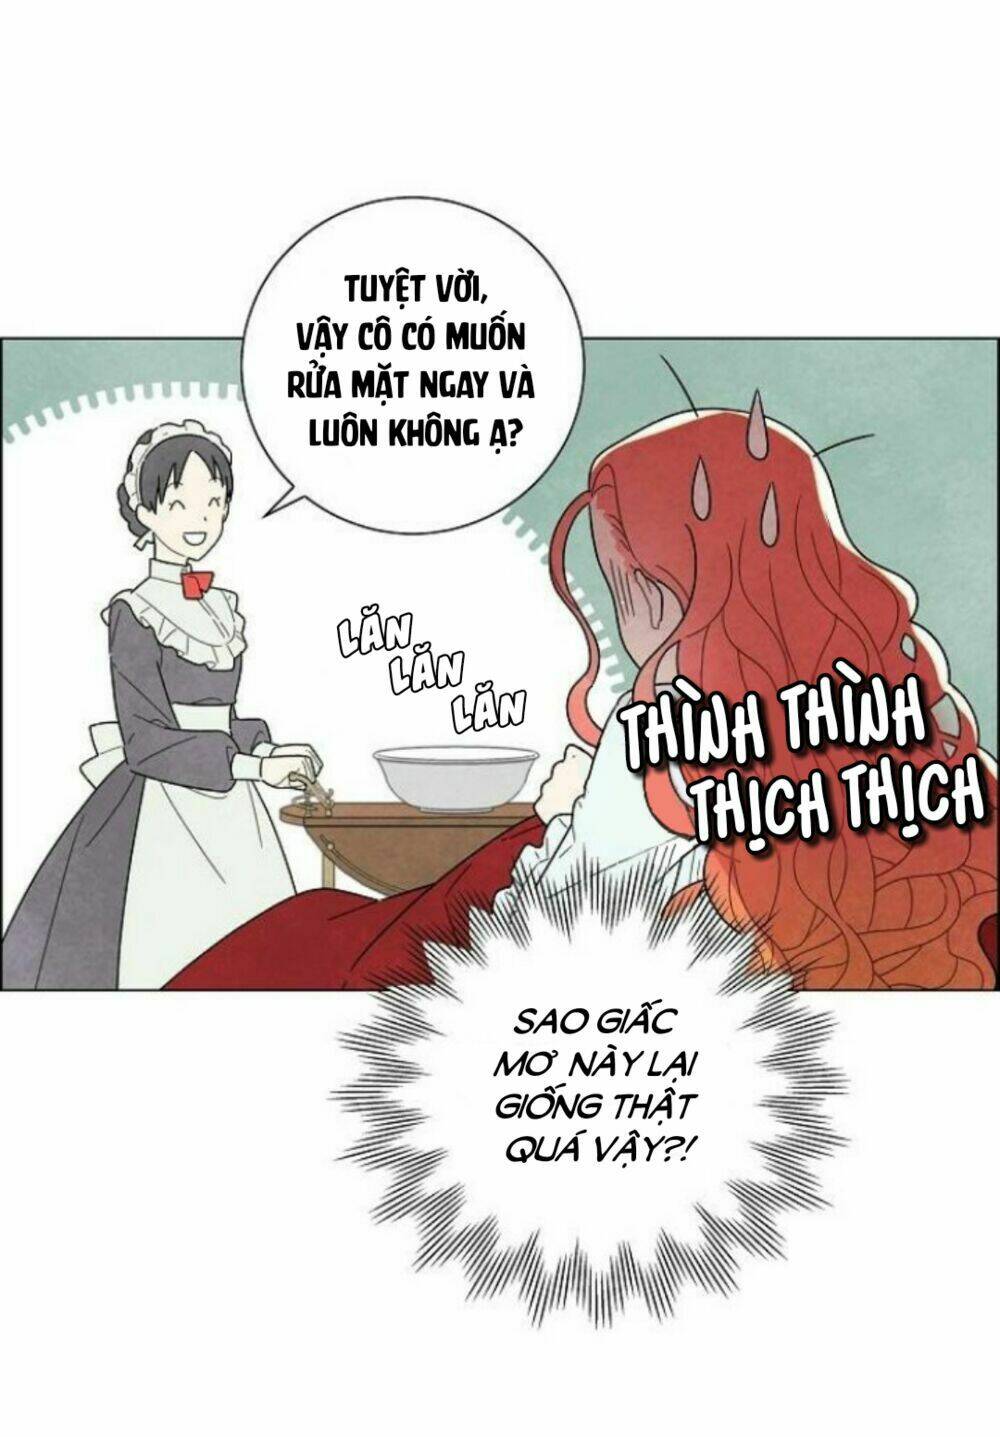 TUYỆT VỜI,
VẬY CÔ CÓ MUỐN
RỬA MẶT NGAY VÀ
LUÔN KHÔNG Ạ?
LĂN
LĂN
LĂN
THÌNH THÌNH
THỊCH THỊCH
SAO GIẤC
MƠ NÀY LẠI
GIỐNG THẬT
QUÁ VẬY?!